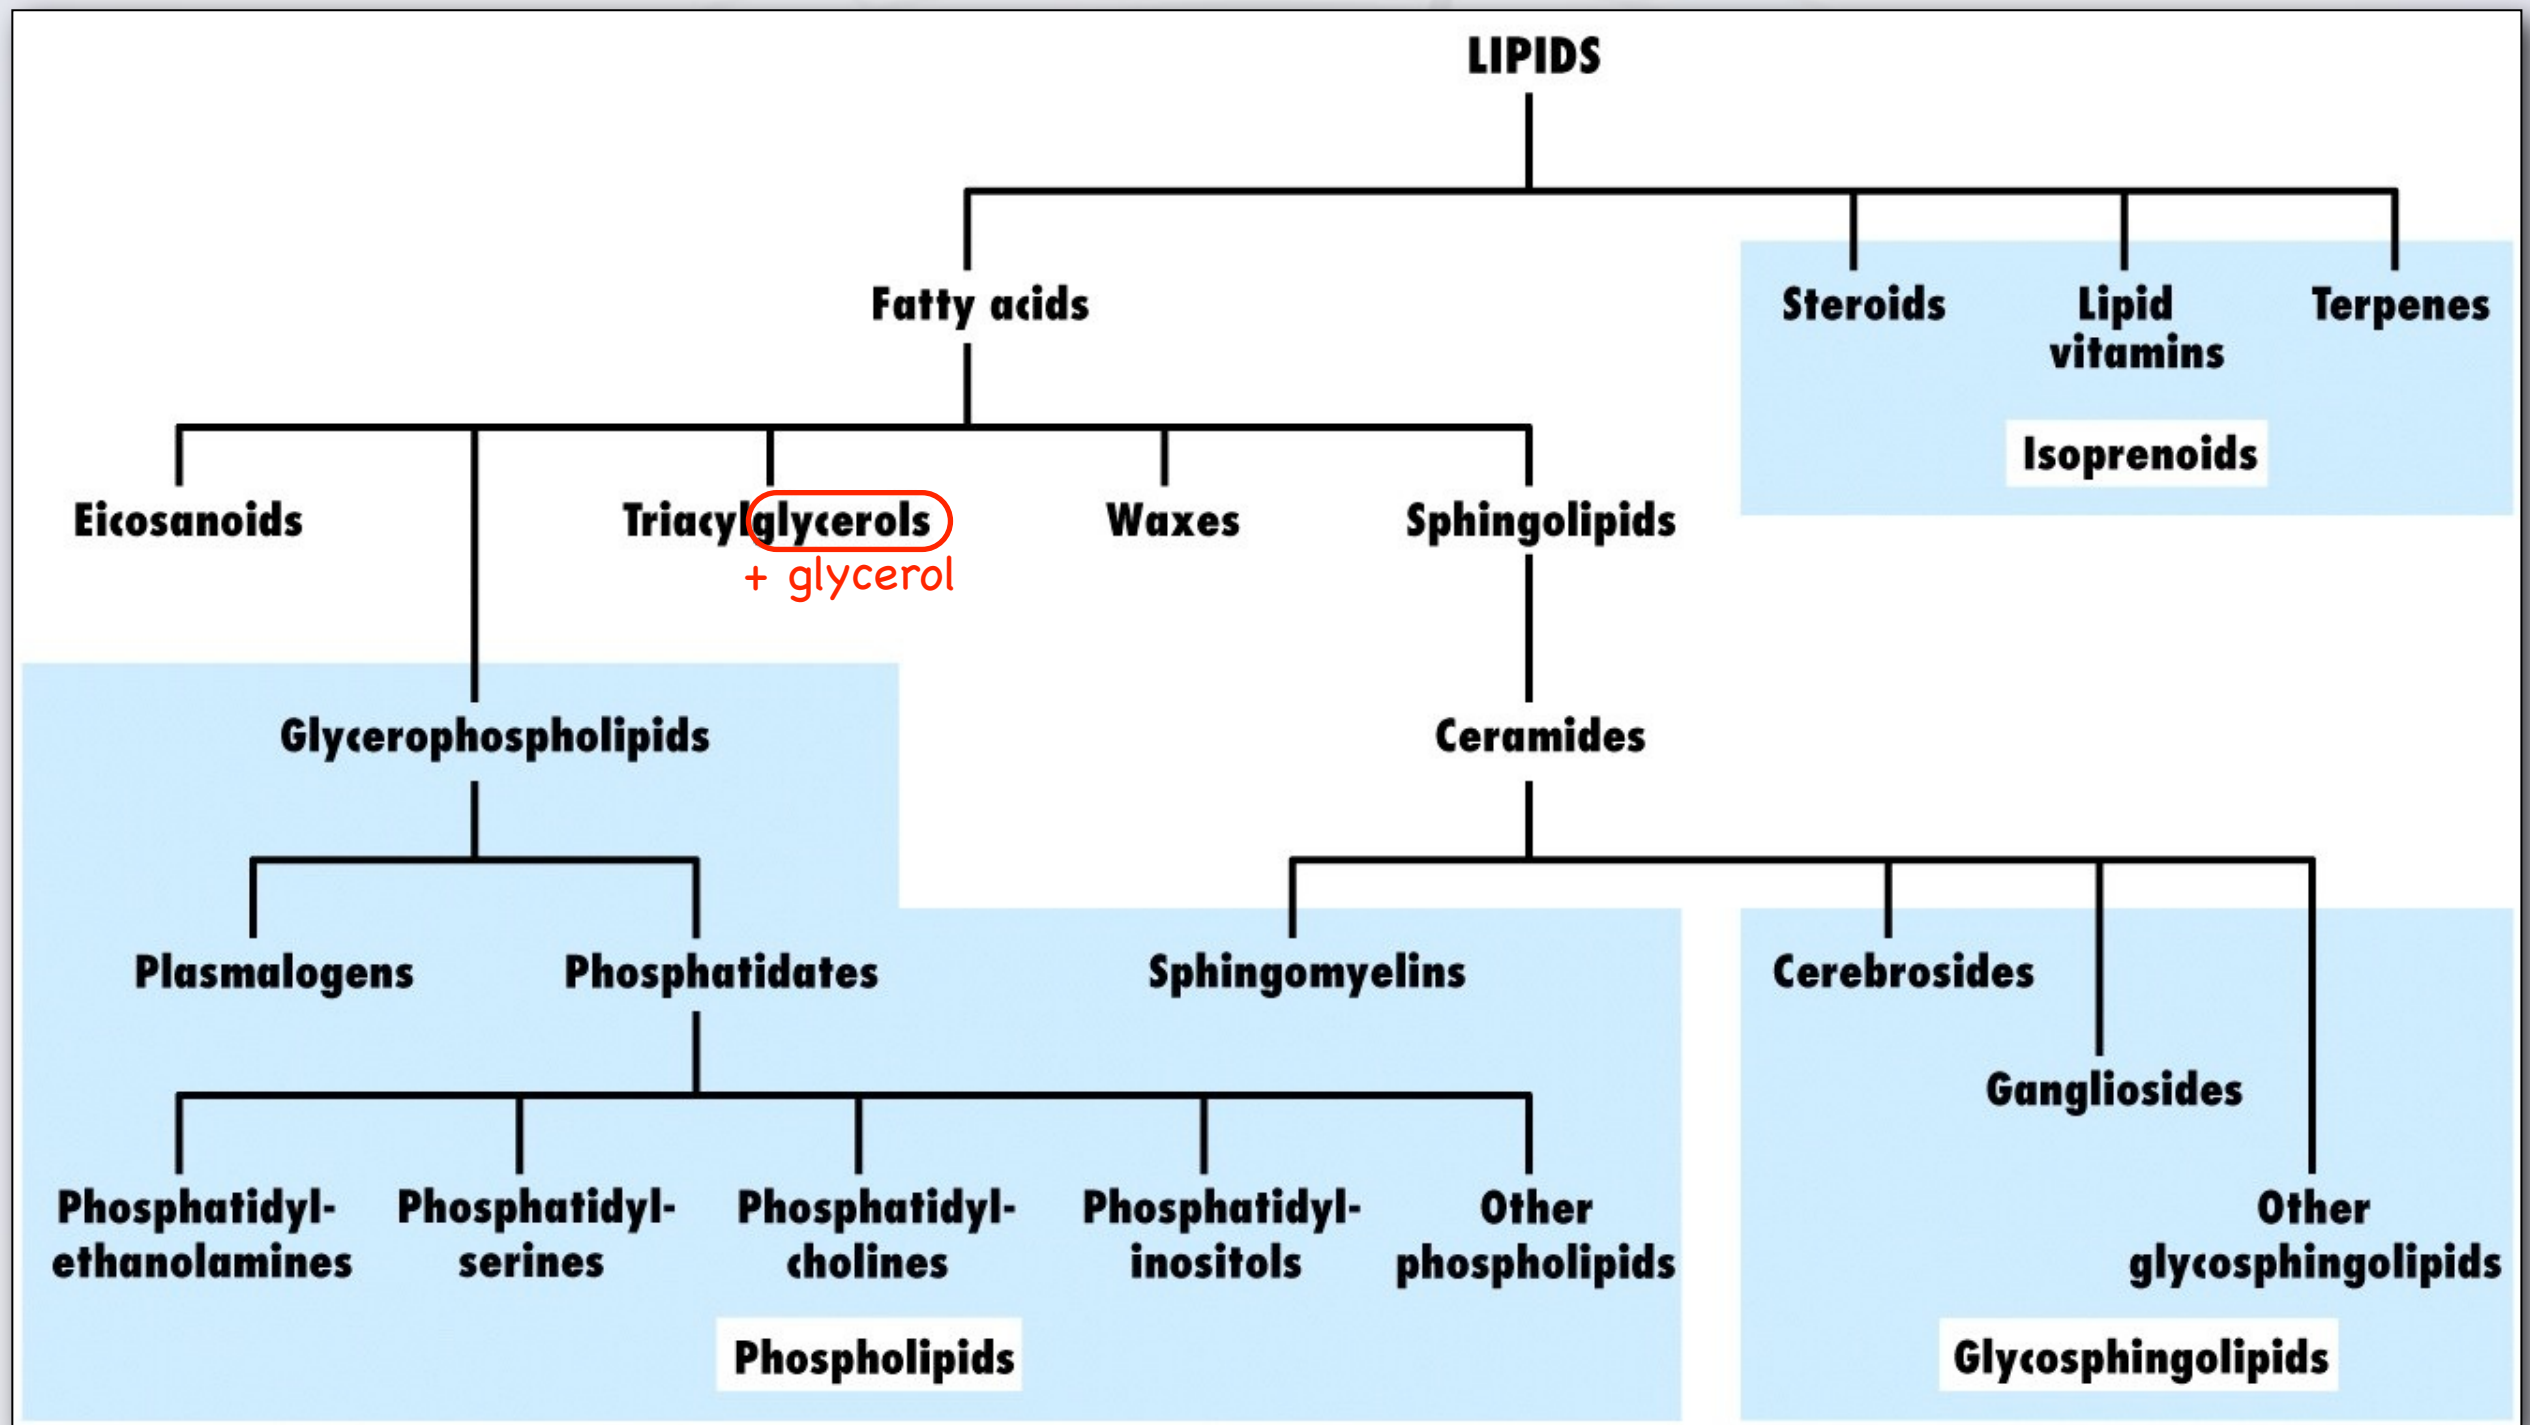 LIPIDS
Fatty acids
Steroids
Lipid
vitamins
Terpenes
Isoprenoids
Eicosanoids
Triacylglycerols
+ glycerol
Waxes
Sphingolipids
Glycerophospholipids
Ceramides
Plasmalogens
Phosphatidates
Sphingomyelins
Cerebrosides
Gangliosides
Phosphatidyl-
ethanolamines
Phosphatidyl-
serines
Phosphatidyl-
cholines
Phosphatidyl-
inositols
Other
phospholipids
Other
glycosphingolipids
Phospholipids
Glycosphingolipids